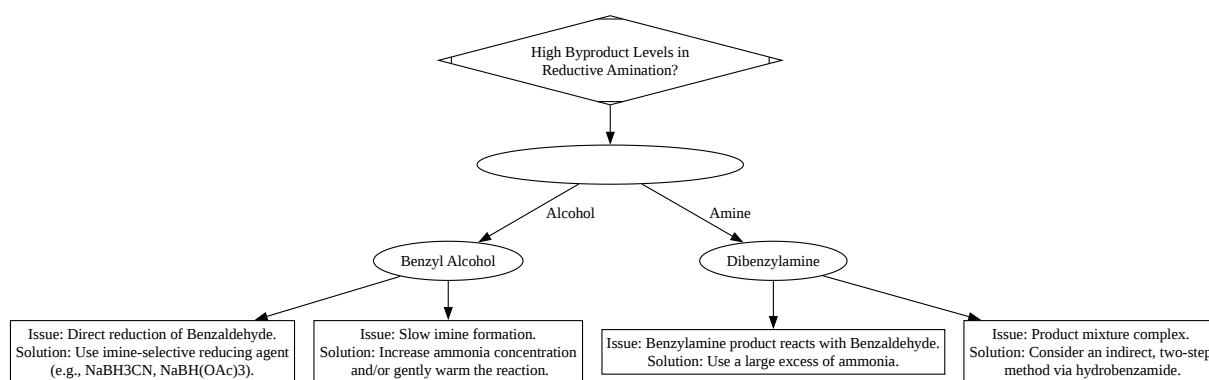 High Byproduct Levels in
Reductive Amination?
Alcohol
Amine
Benzyl Alcohol
Dibenzylamine
Issue: Direct reduction of Benzaldehyde.
Solution: Use imine-selective reducing agent
(e.g., NaBH3CN, NaBH(OAc)3).
Issue: Slow imine formation.
Solution: Increase ammonia concentration
and/or gently warm the reaction.
Issue: Benzylamine product reacts with Benzaldehyde.
Solution: Use a large excess of ammonia.
Issue: Product mixture complex.
Solution: Consider an indirect, two-step
method via hydrobenzamide.